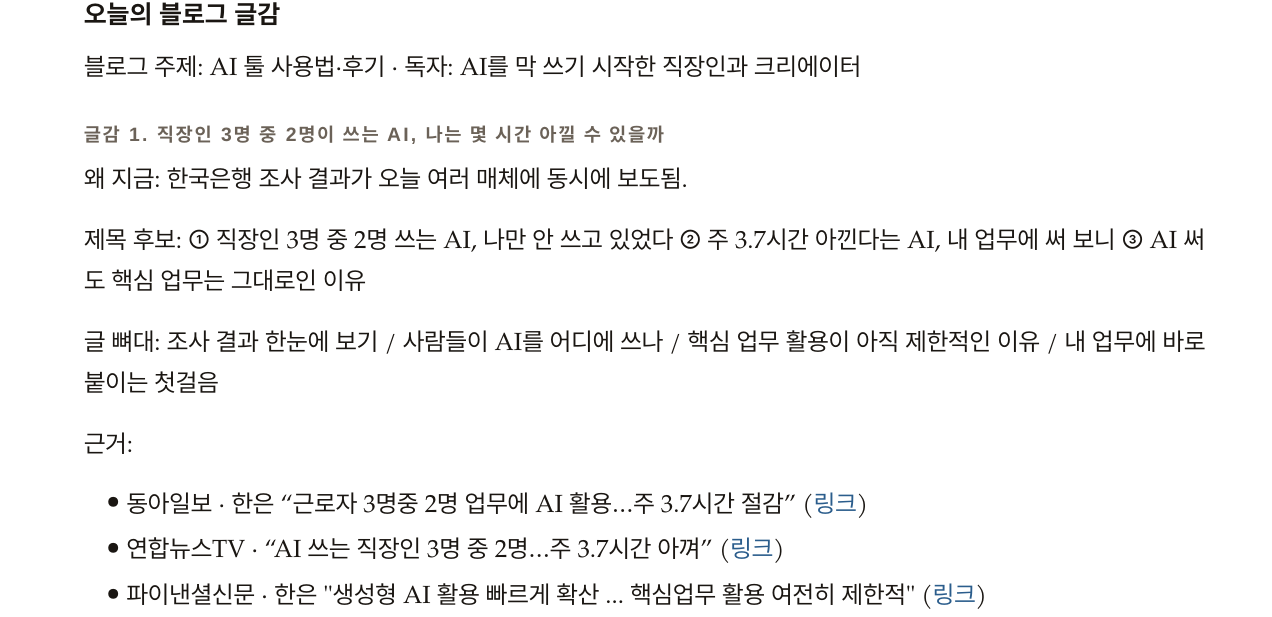 오늘의 블로그 글감
블로그 주제: AI 툴 사용법·후기 · 독자: AI를 막 쓰기 시작한 직장인과 크리에이터
글감 1. 직장인 3명 중 2명이 쓰는 AI, 나는 몇 시간 아낄 수 있을까
왜 지금: 한국은행 조사 결과가 오늘 여러 매체에 동시에 보도됨.
제목 후보: ① 직장인 3명 중 2명 쓰는 AI, 나만 안 쓰고 있었다 ② 주 3.7시간 아낀다는 AI, 내 업무에 써 보니 ③ AI 써
도 핵심 업무는 그대로인 이유
글 뼈대: 조사 결과 한눈에 보기 / 사람들이 AI를 어디에 쓰나 / 핵심 업무 활용이 아직 제한적인 이유 / 내 업무에 바로
붙이는 첫걸음
근거:
• 동아일보 · 한은 “근로자 3명중 2명 업무에 AI 활용…주 3.7시간 절감” (링크)
• 연합뉴스TV · “AI 쓰는 직장인 3명 중 2명…주 3.7시간 아껴” (링크)
• 파이낸셜신문 · 한은 "생성형 AI 활용 빠르게 확산 ... 핵심업무 활용 여전히 제한적" (링크)